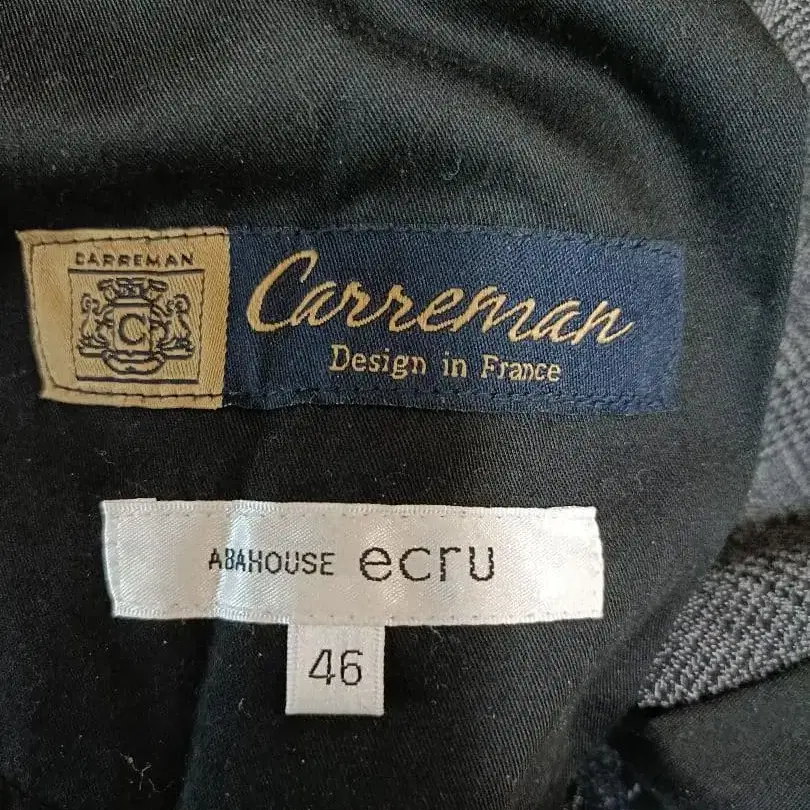 CARREMAN
C
Carreman
Design in France
ABAHOUSE ecru
46